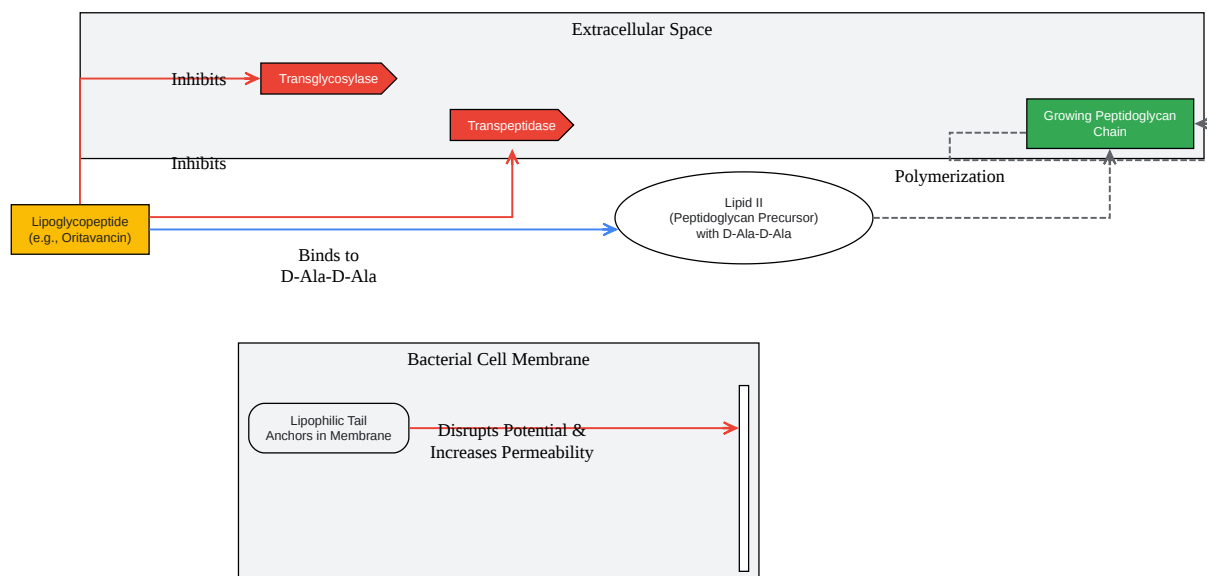 Extracellular Space
Inhibits
Transglycosylase
Transpeptidase
Growing Peptidoglycan
Chain
Inhibits
Polymerization
Lipoglycopeptide
(e.g., Oritavancin)
Lipid II
(Peptidoglycan Precursor)
with D-Ala-D-Ala
Binds to
D-Ala-D-Ala
Bacterial Cell Membrane
Lipophilic Tail
Anchors in Membrane
Disrupts Potential &
Increases Permeability